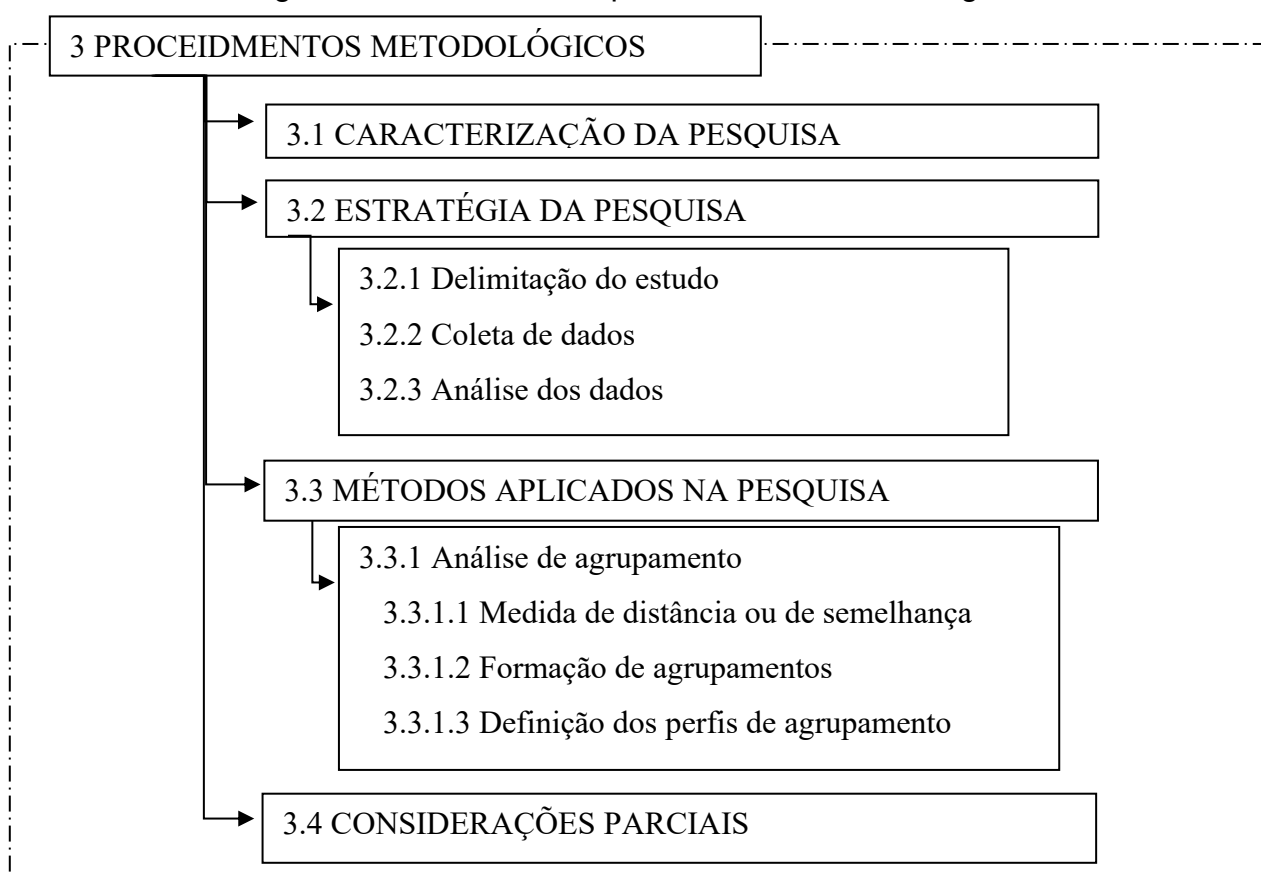 3 PROCEIDMENTOS METODOLÓGICOS
3.1 CARACTERIZAÇÃO DA PESQUISA
3.2 ESTRATÉGIA DA PESQUISA
3.2.1 Delimitação do estudo
3.2.2 Coleta de dados
3.2.3 Análise dos dados
3.3 MÉTODOS APLICADOS NA PESQUISA
3.3.1 Análise de agrupamento
3.3.1.1 Medida de distância ou de semelhança
3.3.1.2 Formação de agrupamentos
3.3.1.3 Definição dos perfis de agrupamento
3.4 CONSIDERAÇÕES PARCIAIS